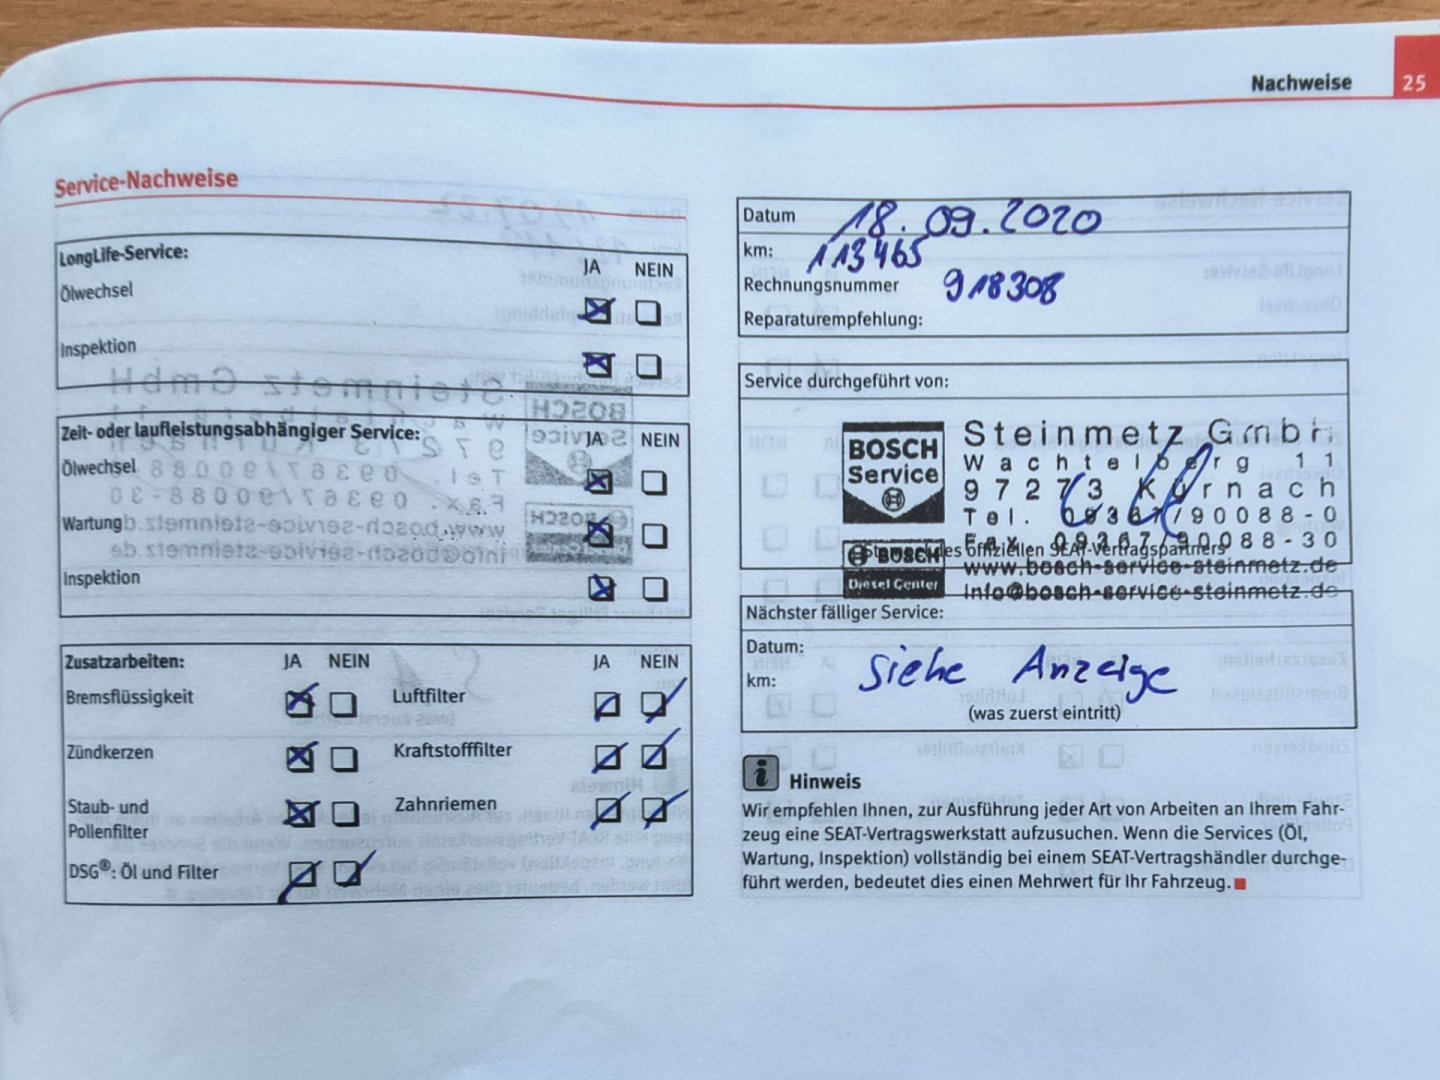 Nachweise 25
Service-Nachweise
LongLife-Service:
JA NEIN
Ölwechsel
Inspektion
Zeit- oder laufleistungsabhängiger Service:
JA NEIN
Ölwechsel
Wartung
Inspektion
Zusatzarbeiten: JA NEIN JA NEIN
Bremsflüssigkeit Luftfilter
Zündkerzen Kraftstofffilter
Staub- und Zahnriemen
Pollenfilter
DSG®: Öl und Filter
Datum 18.09.2020
km: 113465
Rechnungsnummer 918308
Reparaturempfehlung:
Service durchgeführt von:
BOSCH
Service
Steinmetz GmbH
Wachtelberg 11
97273 Kürnach
Tel. 09367/90088-0
Fax. 09367/90088-30
Stempel des offiziellen SEAT-Vertragspartners
BOSCH
Diesel Center
www.bosch-service-steinmetz.de
info@bosch-service-steinmetz.de
Nächster fälliger Service:
Datum:
km: siehe Anzeige
(was zuerst eintritt)
i Hinweis
Wir empfehlen Ihnen, zur Ausführung jeder Art von Arbeiten an Ihrem Fahr-
zeug eine SEAT-Vertragswerkstatt aufzusuchen. Wenn die Services (Öl,
Wartung, Inspektion) vollständig bei einem SEAT-Vertragshändler durchge-
führt werden, bedeutet dies einen Mehrwert für Ihr Fahrzeug.